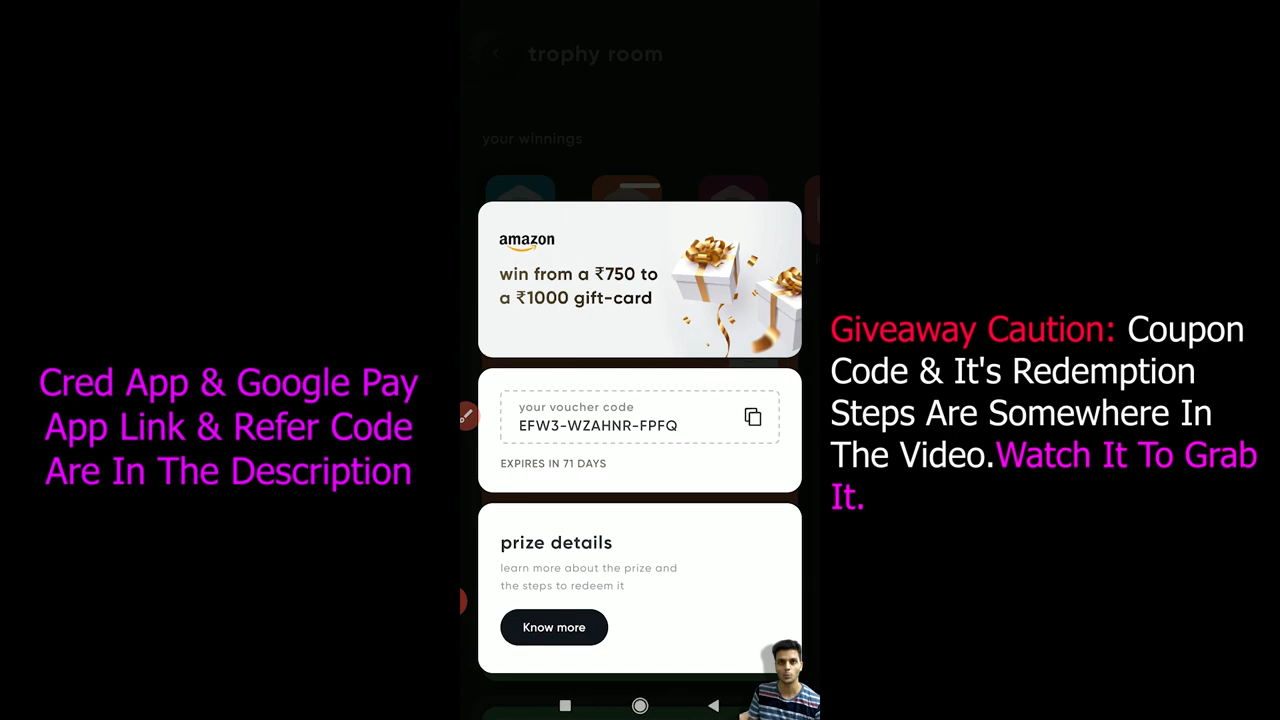 trophy room
your winnings
amazon
win from a ₹750 to
a ₹1000 gift-card
your voucher code
EFW3-WZAHNR-FPFQ
EXPIRES IN 71 DAYS
prize details
learn more about the prize and
the steps to redeem it
Know more
Cred App & Google Pay
App Link & Refer Code
Are In The Description
Giveaway Caution: Coupon
Code & It's Redemption
Steps Are Somewhere In
The Video.Watch It To Grab
It.